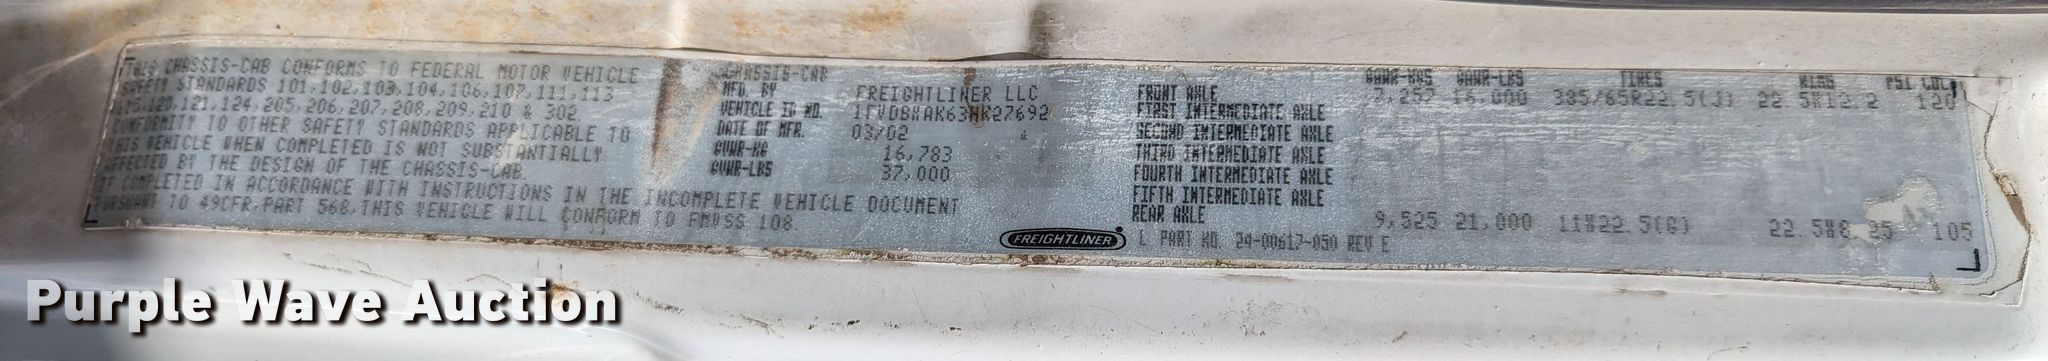 THIS CHASSIS-CAB CONFORMS TO FEDERAL MOTOR VEHICLE
SAFETY STANDARDS 101,102,103,104,106,107,111,113
115,120,121,124,205,206,207,208,209,210 & 302.
CONFORMITY TO OTHER SAFETY STANDARDS APPLICABLE TO
THIS VEHICLE WHEN COMPLETED IS NOT SUBSTANTIALLY
AFFECTED BY THE DESIGN OF THE CHASSIS-CAB.
IF COMPLETED IN ACCORDANCE WITH INSTRUCTIONS IN THE INCOMPLETE VEHICLE DOCUMENT
PURSUANT TO 49CFR,PART 568,THIS VEHICLE WILL CONFORM TO FMVSS 108
CHASSIS-CAB
MFD. BY FREIGHTLINER LLC
VEHICLE ID NO.
DATE OF MFR. 03/02
GVWR-KG 16,783
GVWR-LBS 37,000
FREIGHTLINER
GAWR-KGS GAWR-LBS TIRES RIMS PSI COLD
FRONT AXLE 7,257 16,000 385/65R22.5(J) 22.5X12.2 120
FIRST INTERMEDIATE AXLE
SECOND INTERMEDIATE AXLE
THIRD INTERMEDIATE AXLE
FOURTH INTERMEDIATE AXLE
FIFTH INTERMEDIATE AXLE
REAR AXLE 9,525 21,000 11R22.5(G) 22.5X8.25 105
L PART NO. 24-00617-050 REV E
Purple Wave Auction